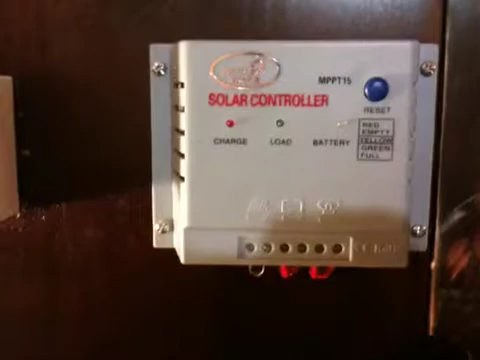 MPPT15
SOLAR CONTROLLER
RESET
CHARGE LOAD BATTERY
RED
EMPTY
YELLOW
GREEN
FULL